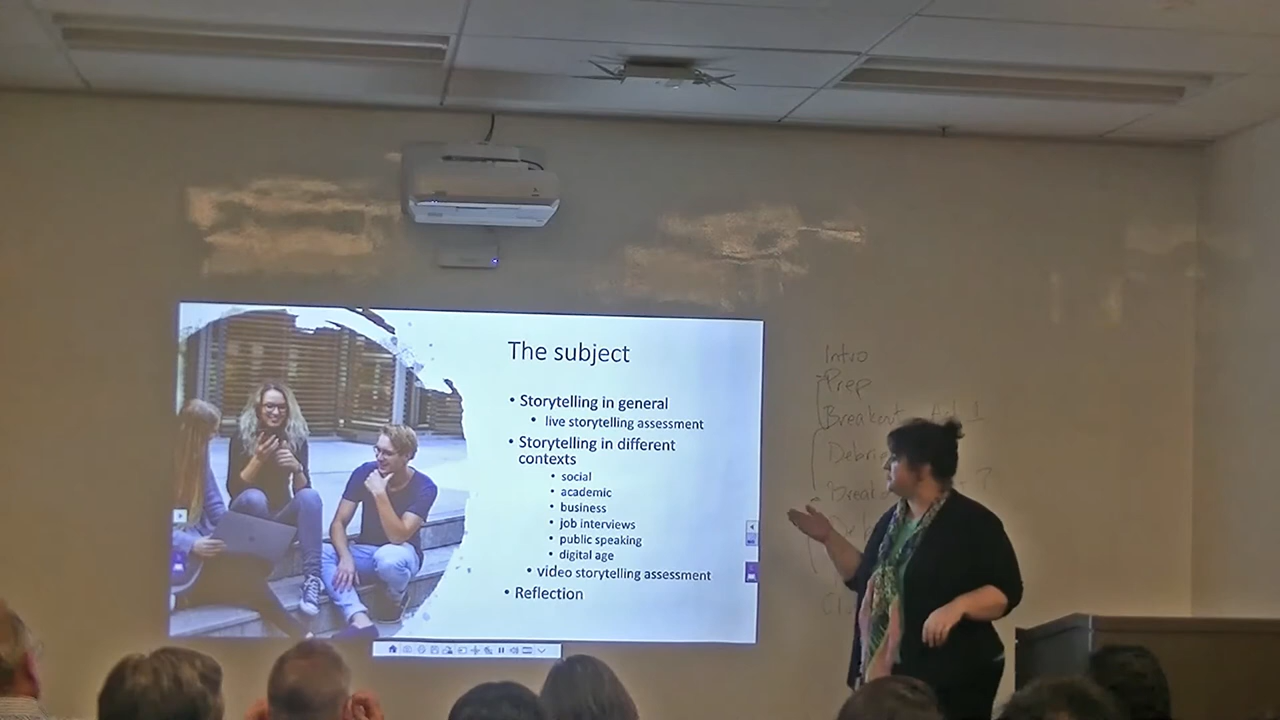 The subject
• Storytelling in general
• live storytelling assessment
• Storytelling in different
contexts
• social
• academic
• business
• job interviews
• public speaking
• digital age
• video storytelling assessment
• Reflection
Intro
Prep
Breakout